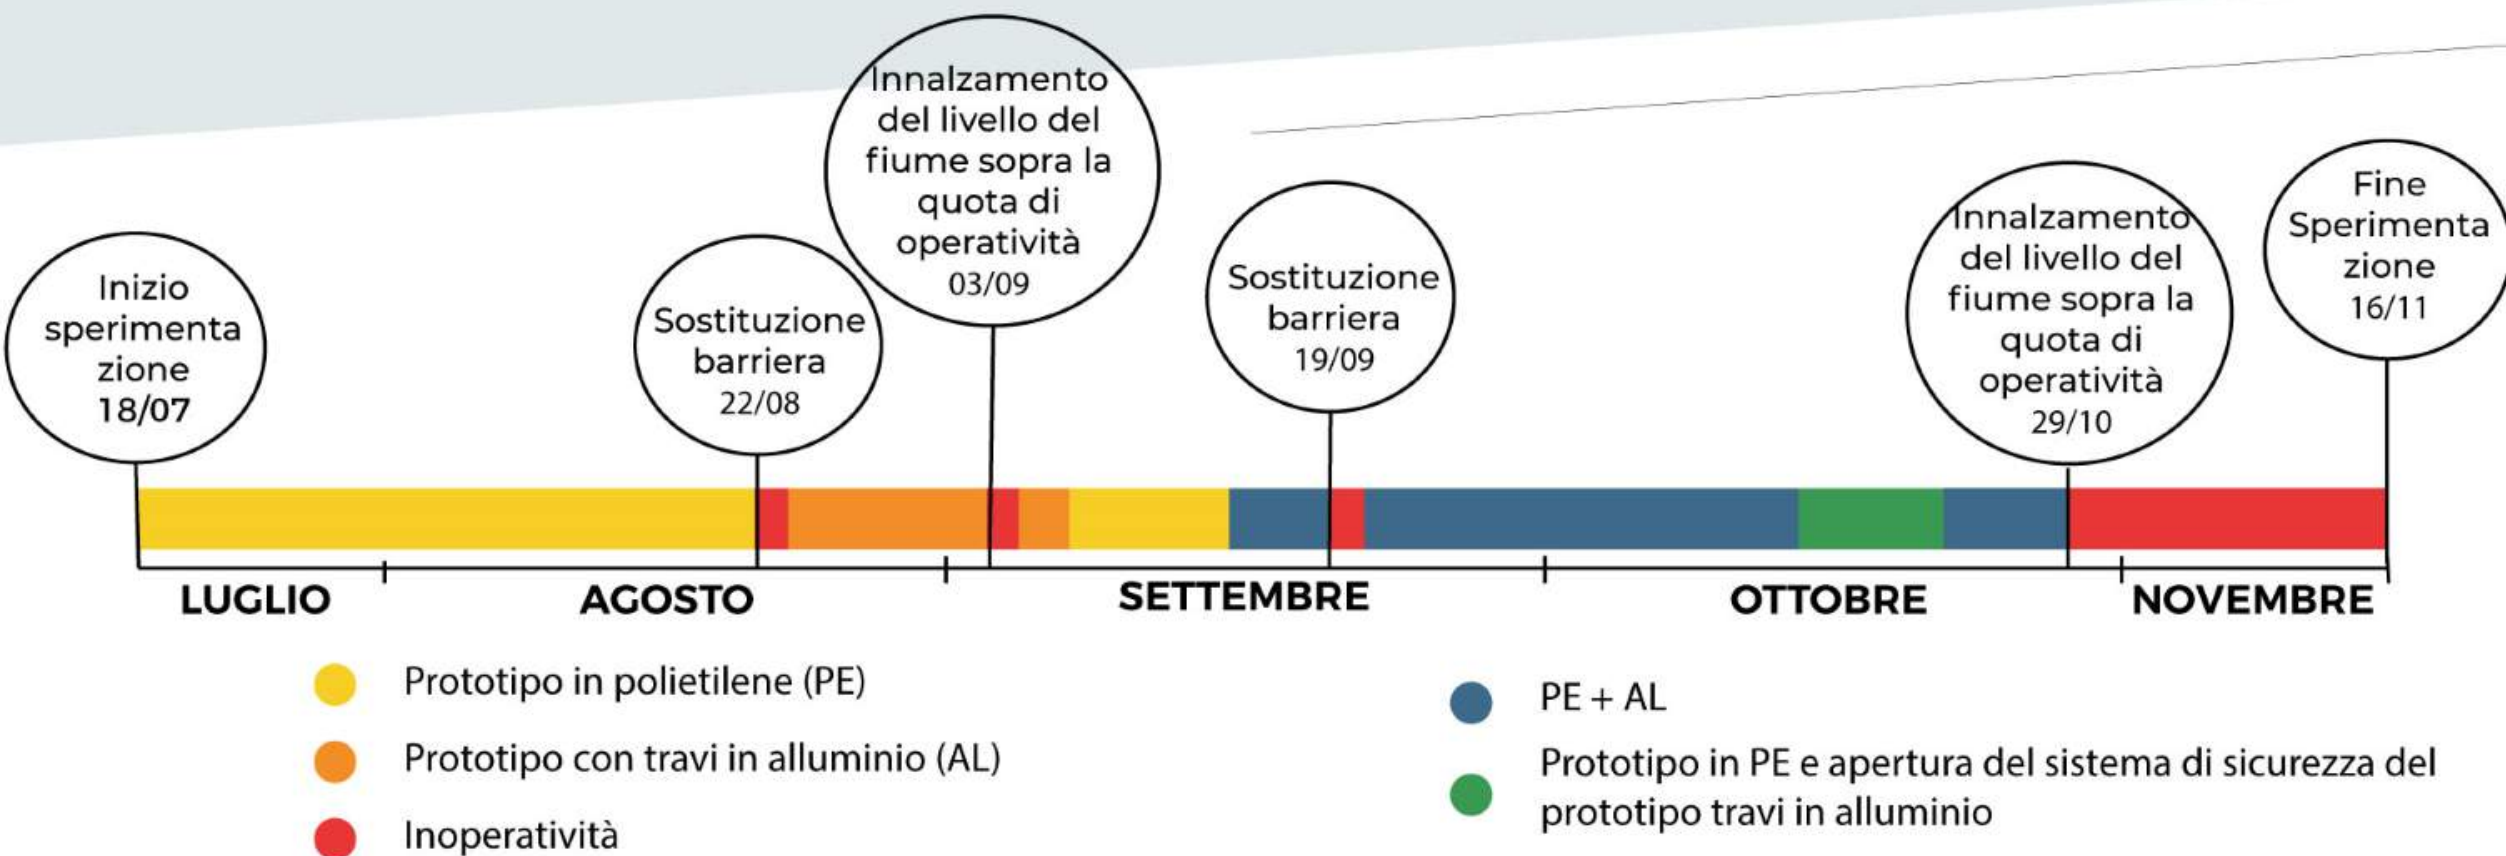 Inizio
sperimenta
zione
18/07
Sostituzione
barriera
22/08
Innalzamento
del livello del
fiume sopra la
quota di
operatività
03/09
Sostituzione
barriera
19/09
Innalzamento
del livello del
fiume sopra la
quota di
operatività
29/10
Fine
Sperimenta
zione
16/11
LUGLIO
AGOSTO
SETTEMBRE
OTTOBRE
NOVEMBRE
Prototipo in polietilene (PE)
Prototipo con travi in alluminio (AL)
Inoperatività
PE + AL
Prototipo in PE e apertura del sistema di sicurezza del
prototipo travi in alluminio